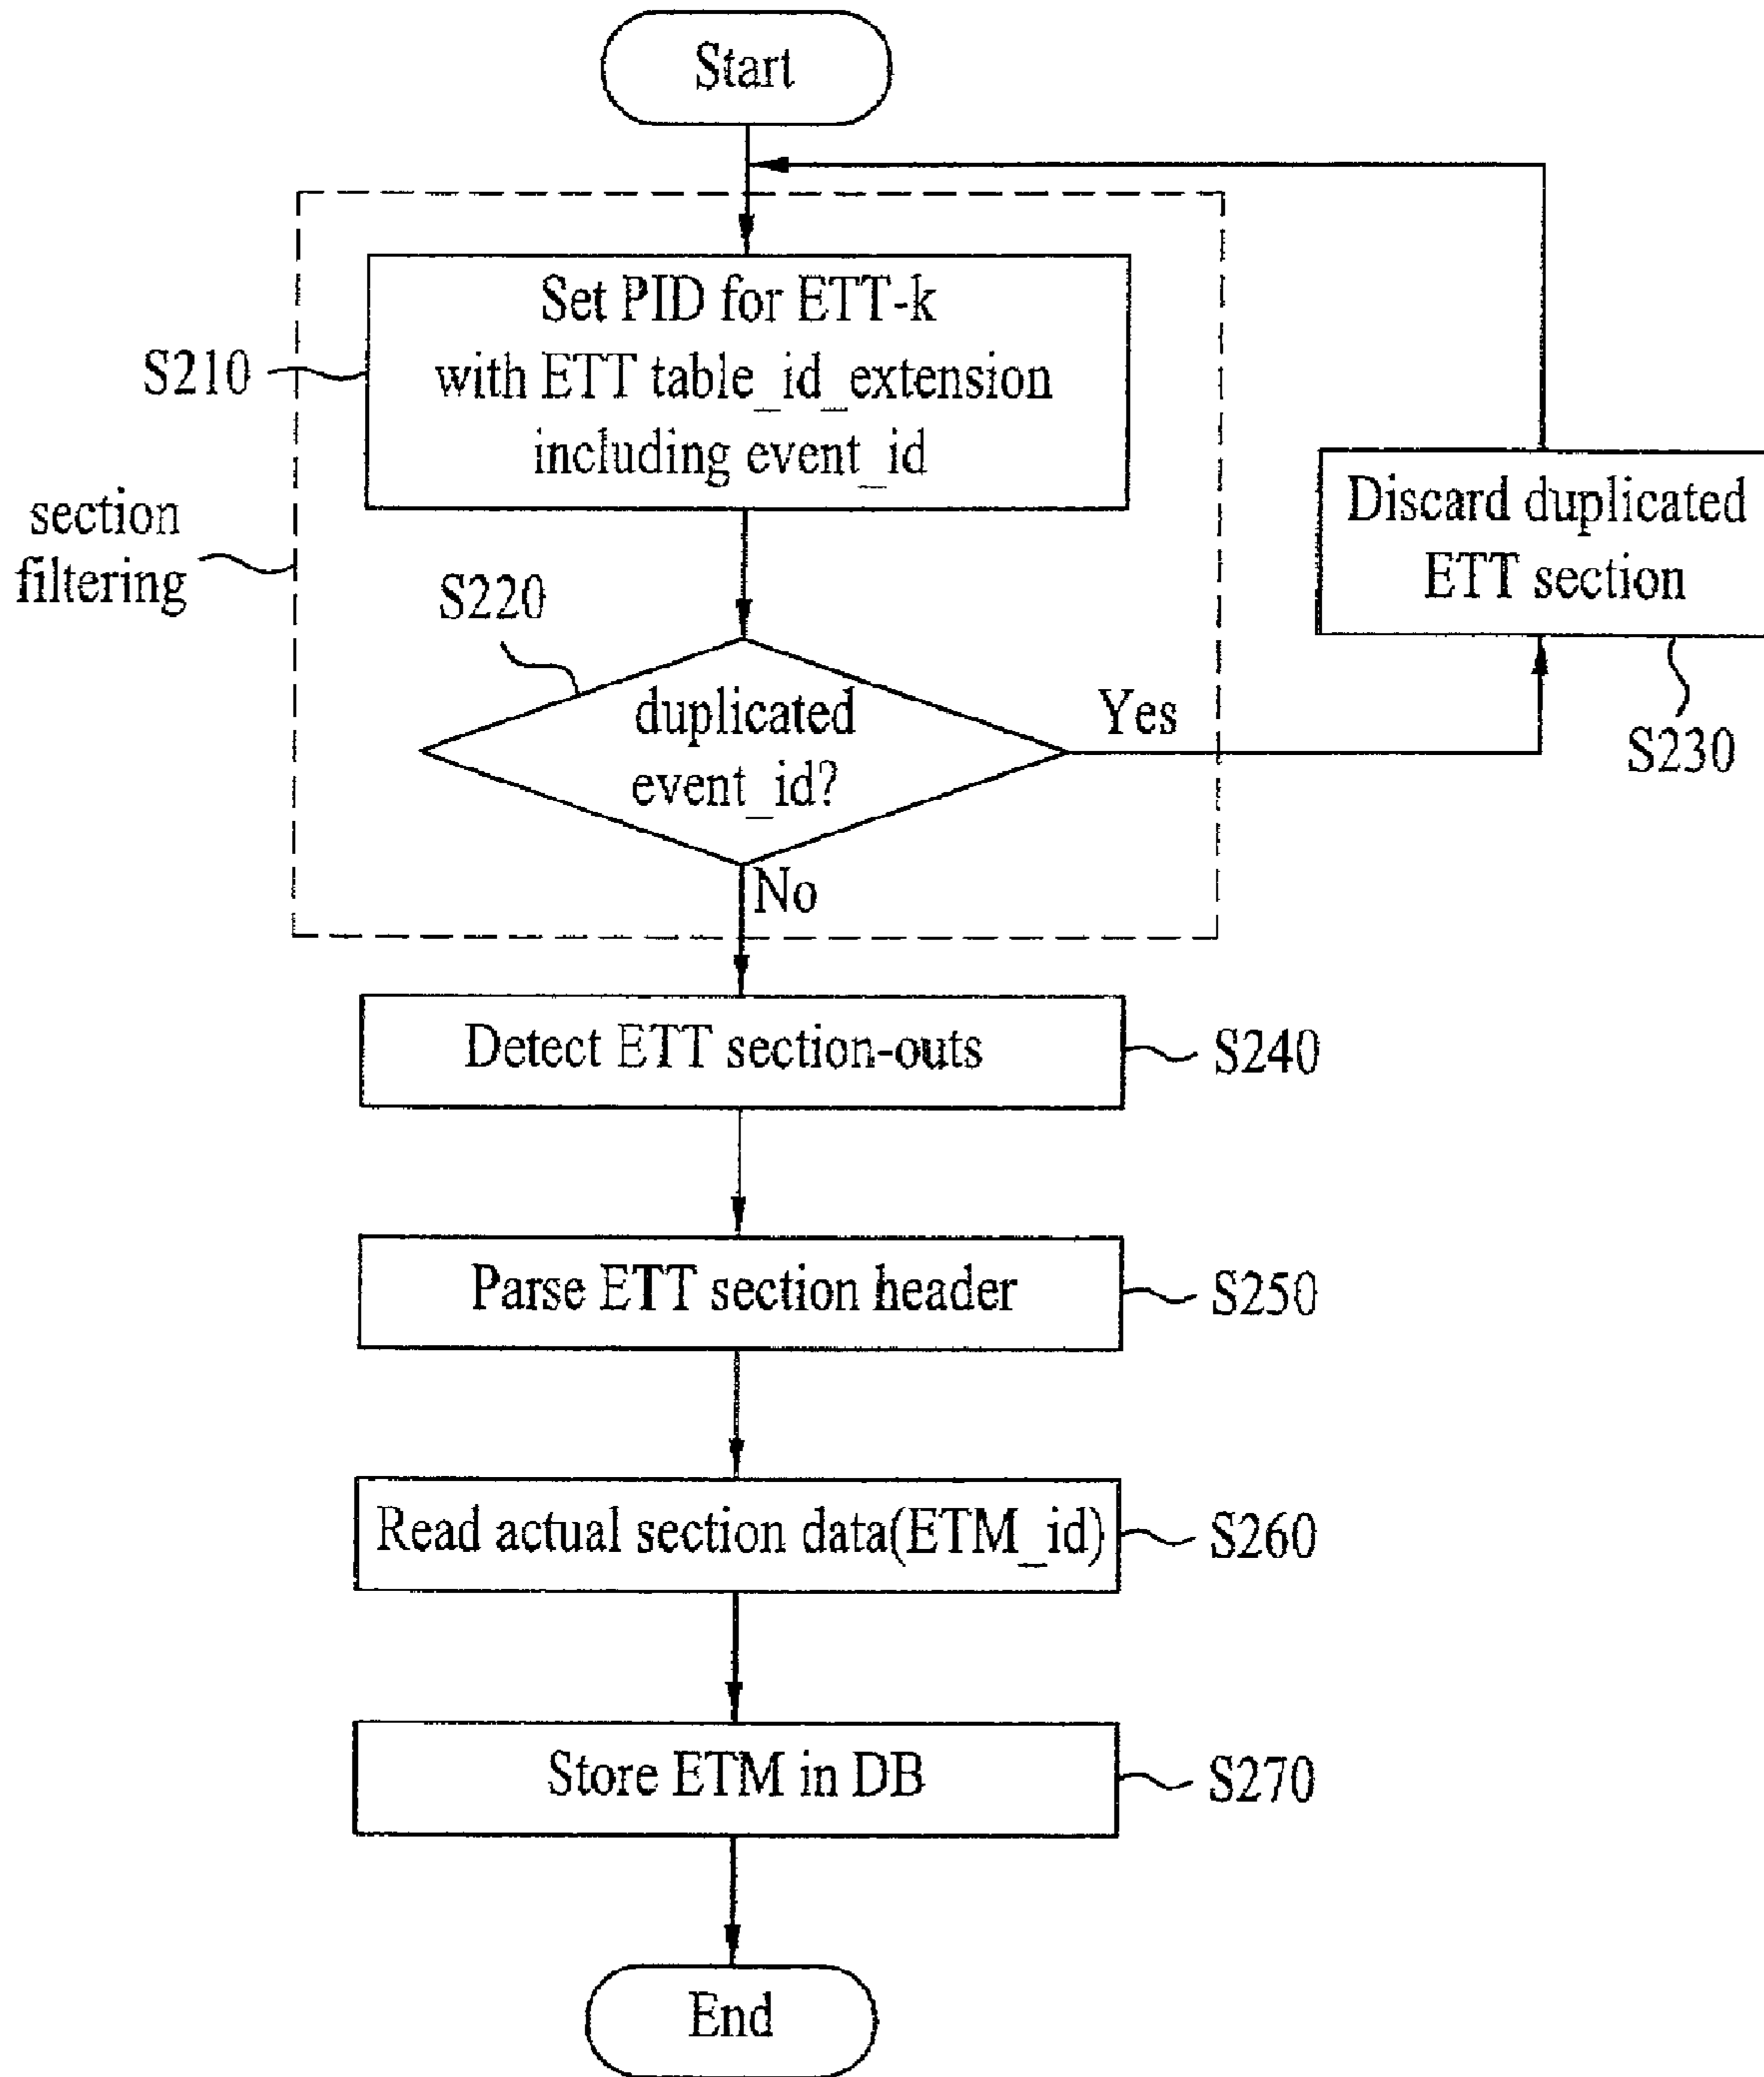 Start
Set PID for ETT-k
with ETT table_id_extension
including event_id
S210
section
filtering
S220
duplicated
event_id?
Yes
No
Discard duplicated
ETT section
S230
Detect ETT section-outs
S240
Parse ETT section header
S250
Read actual section data(ETM_id)
S260
Store ETM in DB
S270
End